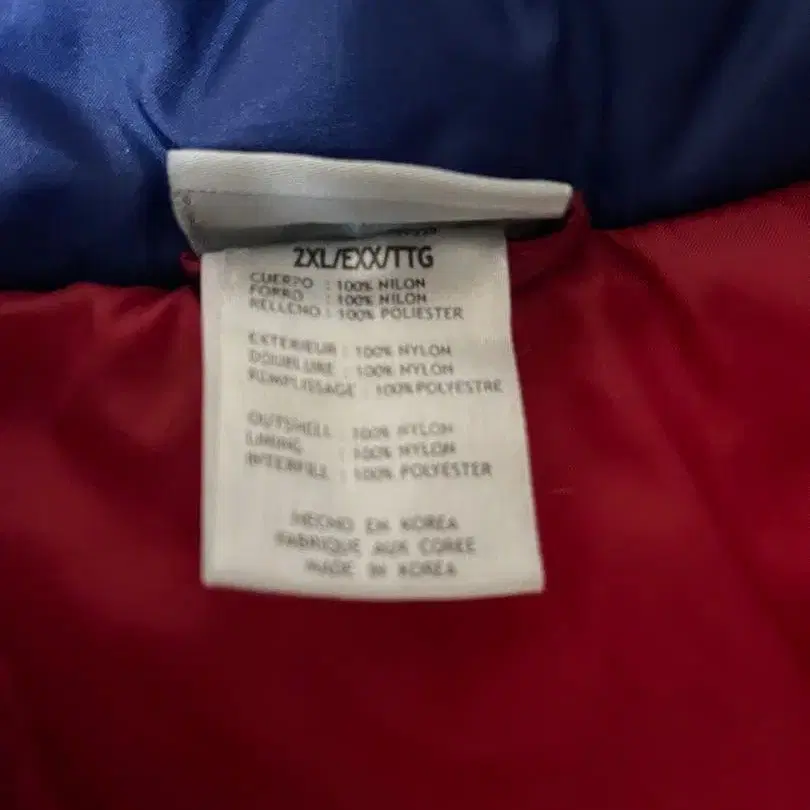 2XL/EXX/TTG
CUERPO : 100% NILON
FORRO : 100% NILON
RELLENO : 100% POLIESTER
EXTERIEUR : 100% NYLON
DOUBLURE : 100% NYLON
REMPLISSAGE : 100% POLYESTRE
OUTSHELL : 100% NYLON
LINING : 100% NYLON
INTERFILL : 100% POLYESTER
HECHO EM KOREA
FABRIQUE AUX COREE
MADE IN KOREA